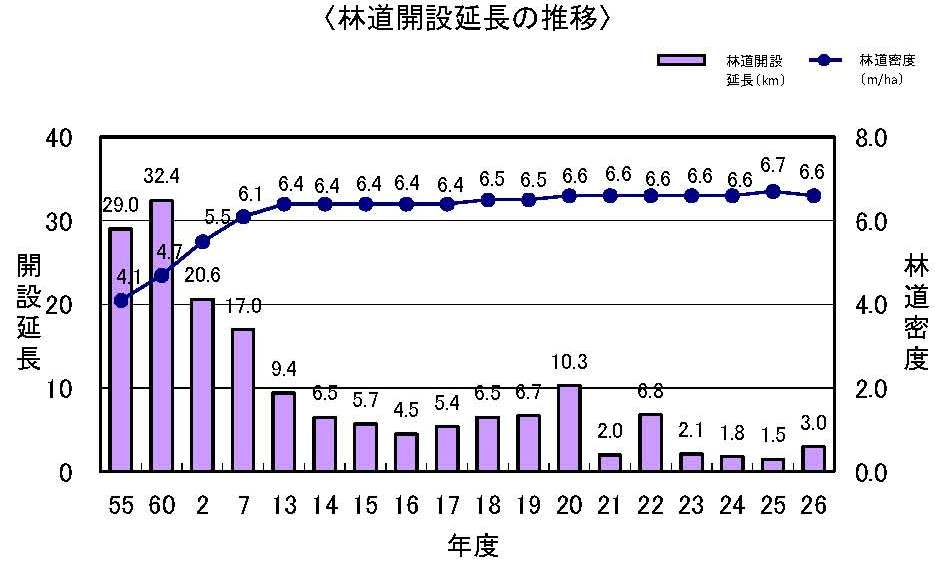 〈林道開設延長の推移〉
林道開設
延長(km)
林道密度
(m/ha)
40
30
20
10
0
8.0
6.0
4.0
2.0
0.0
開設延長
林道密度
4.1 4.7 5.5 6.1 6.4 6.4 6.4 6.4 6.4 6.5 6.5 6.6 6.6 6.6 6.6 6.6 6.7 6.6
29.0 32.4 20.6 17.0 9.4 6.5 5.7 4.5 5.4 6.5 6.7 10.3 2.0 6.8 2.1 1.8 1.5 3.0
55 60 2 7 13 14 15 16 17 18 19 20 21 22 23 24 25 26
年度